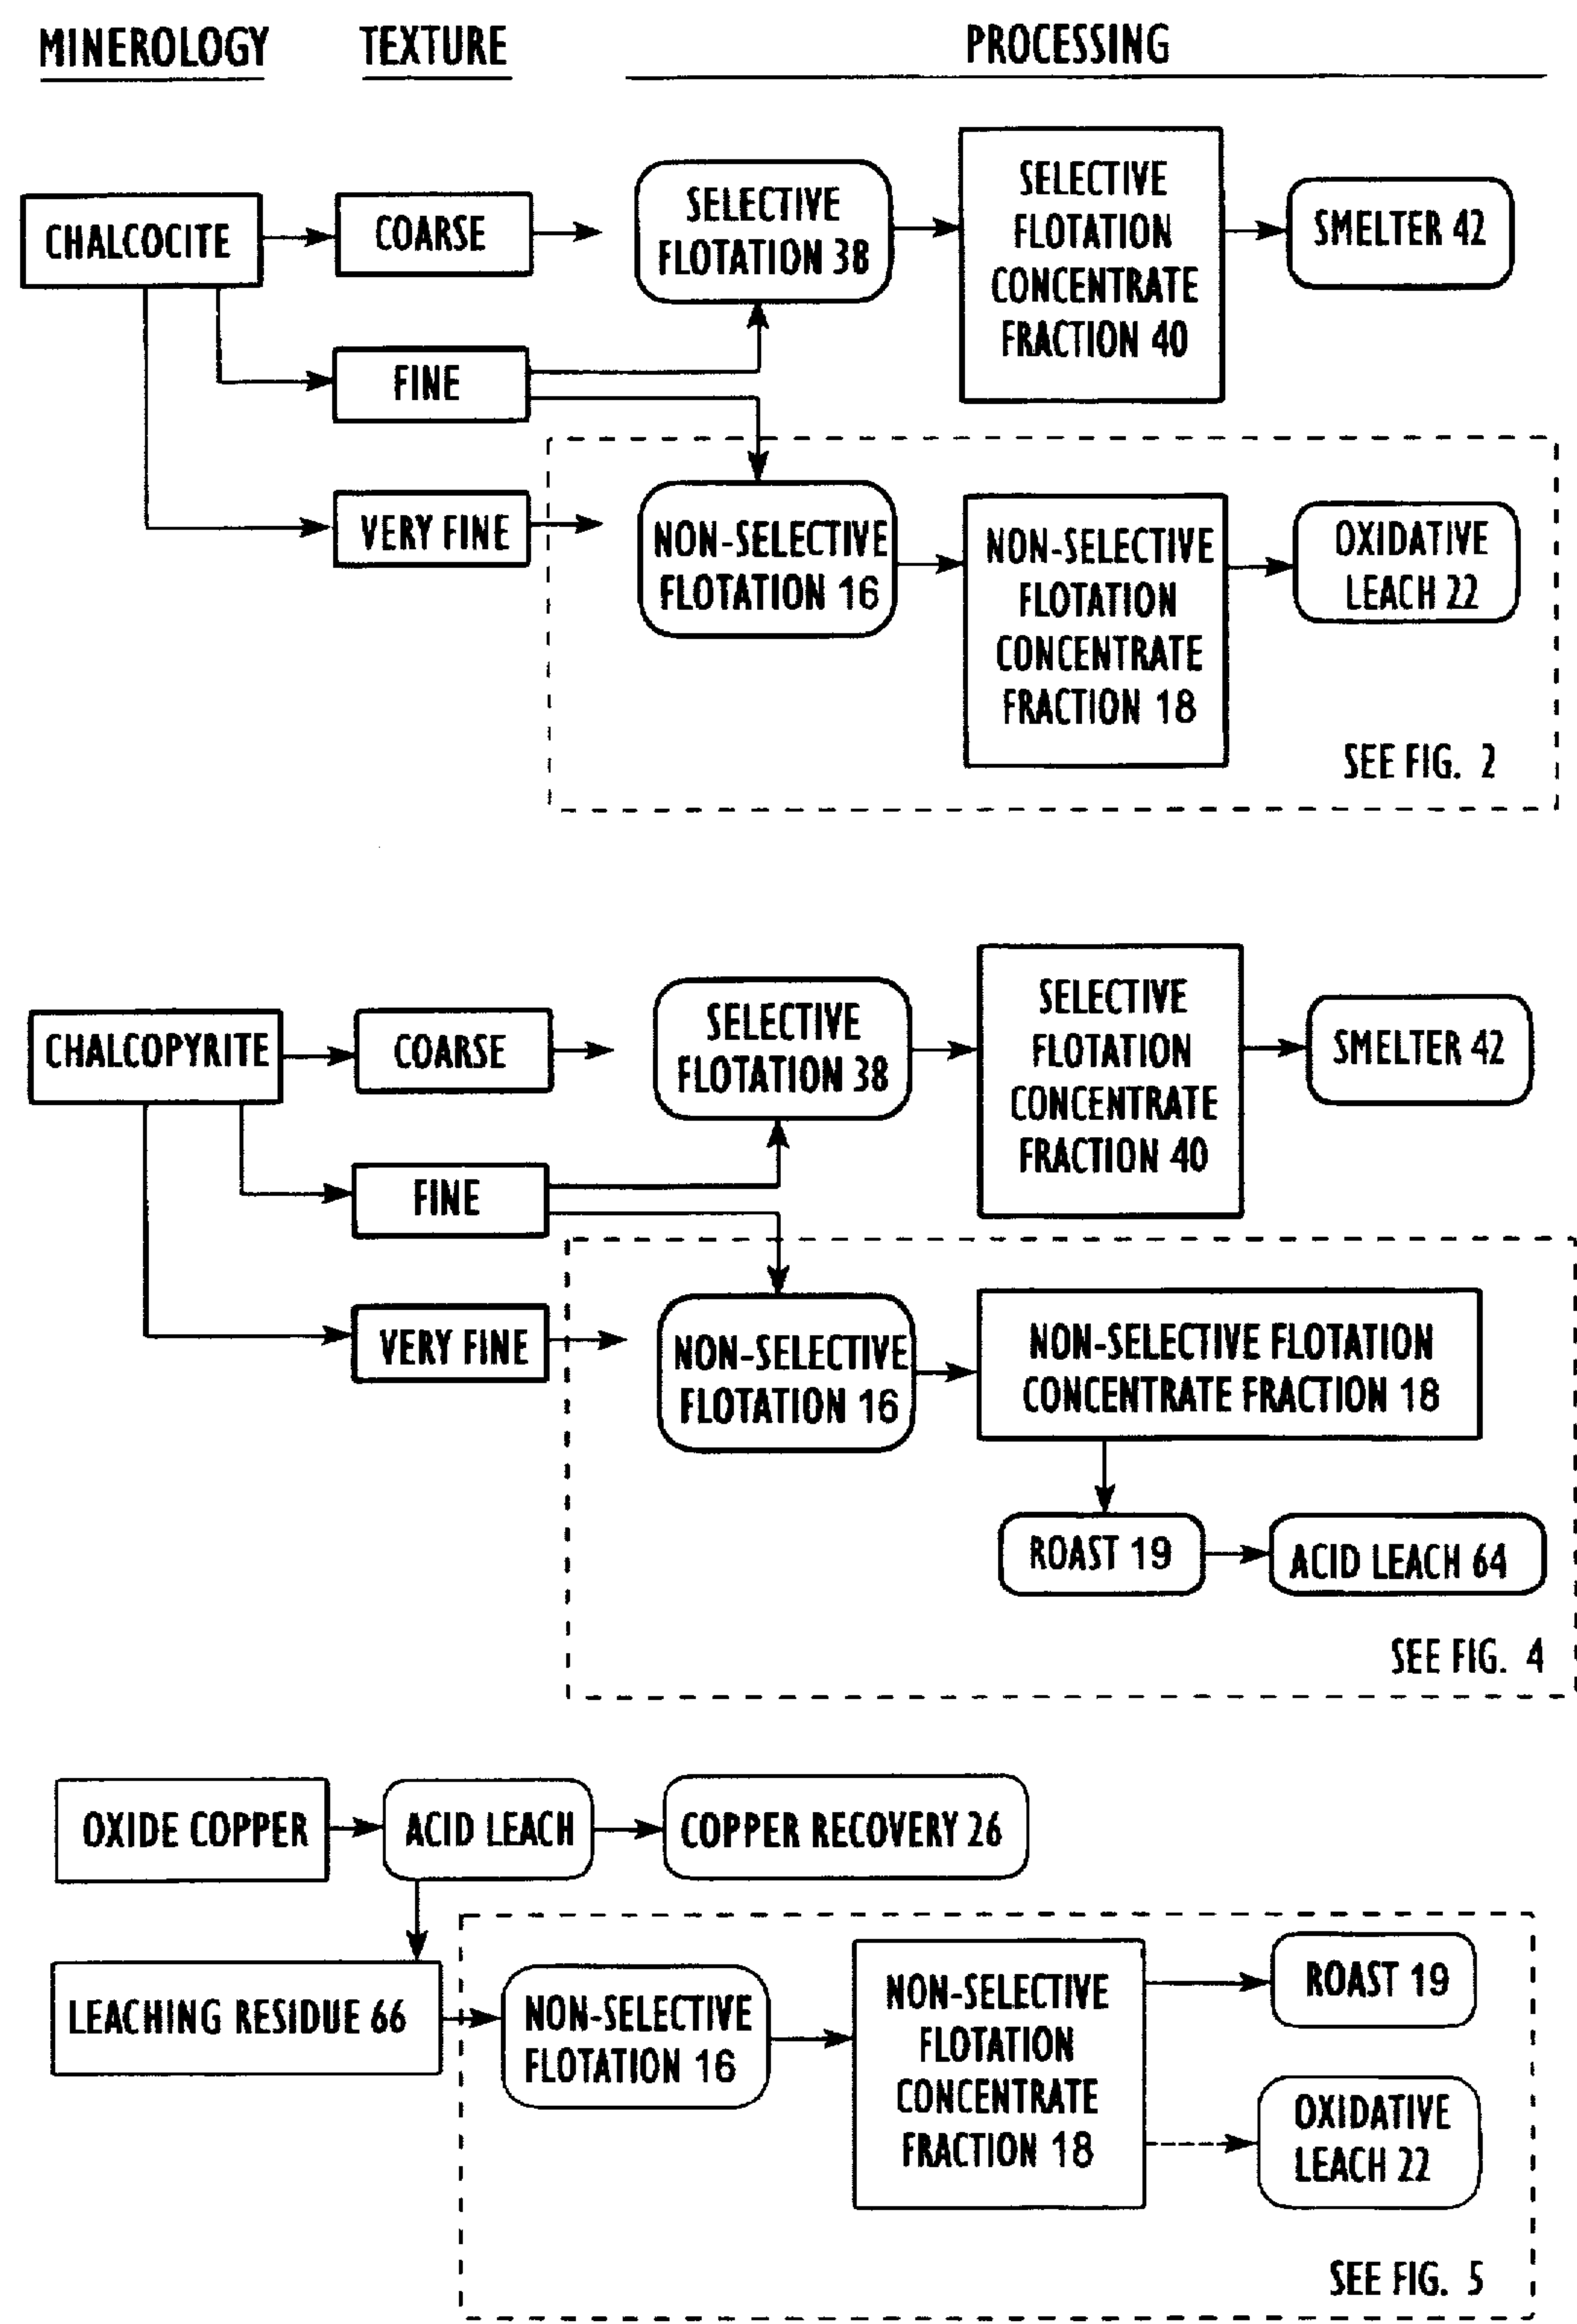 MINEROLOGY
TEXTURE
PROCESSING
CHALCOCITE
COARSE
SELECTIVE
FLOTATION 38
SELECTIVE
FLOTATION
CONCENTRATE
FRACTION 40
SMELTER 42
FINE
VERY FINE
NON-SELECTIVE
FLOTATION 16
NON-SELECTIVE
FLOTATION
CONCENTRATE
FRACTION 18
OXIDATIVE
LEACH 22
SEE FIG. 2
CHALCOPYRITE
COARSE
SELECTIVE
FLOTATION 38
SELECTIVE
FLOTATION
CONCENTRATE
FRACTION 40
SMELTER 42
FINE
VERY FINE
NON-SELECTIVE
FLOTATION 16
NON-SELECTIVE FLOTATION
CONCENTRATE FRACTION 18
ROAST 19
ACID LEACH 64
SEE FIG. 4
OXIDE COPPER
ACID LEACH
COPPER RECOVERY 26
LEACHING RESIDUE 66
NON-SELECTIVE
FLOTATION 16
NON-SELECTIVE
FLOTATION
CONCENTRATE
FRACTION 18
ROAST 19
OXIDATIVE
LEACH 22
SEE FIG. 5